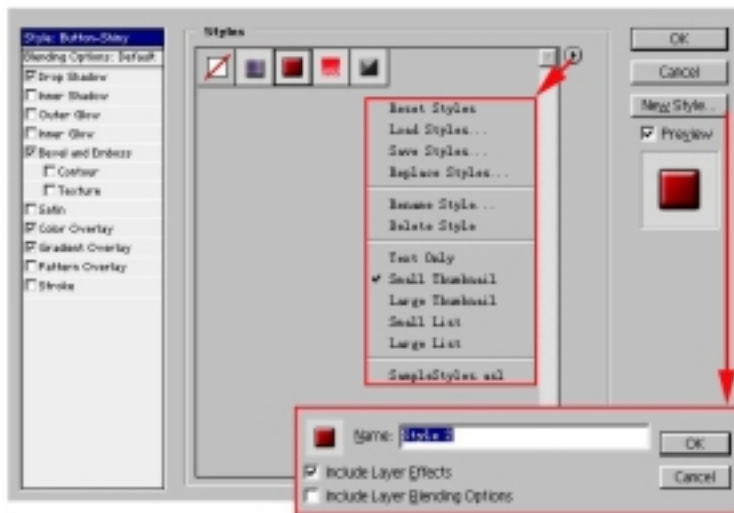 Style: Button-Shiny
Blending Options: Default
Drop Shadow
Inner Shadow
Outer Glow
Inner Glow
Bevel and Emboss
Contour
Texture
Satin
Color Overlay
Gradient Overlay
Pattern Overlay
Stroke
Styles
Reset Styles
Load Styles...
Save Styles...
Replace Styles...
Rename Style...
Delete Style
Text Only
Small Thumbnail
Large Thumbnail
Small List
Large List
SampleStyles.asl
OK
Cancel
New Style...
Preview
Name:
Include Layer Effects
Include Layer Blending Options
OK
Cancel